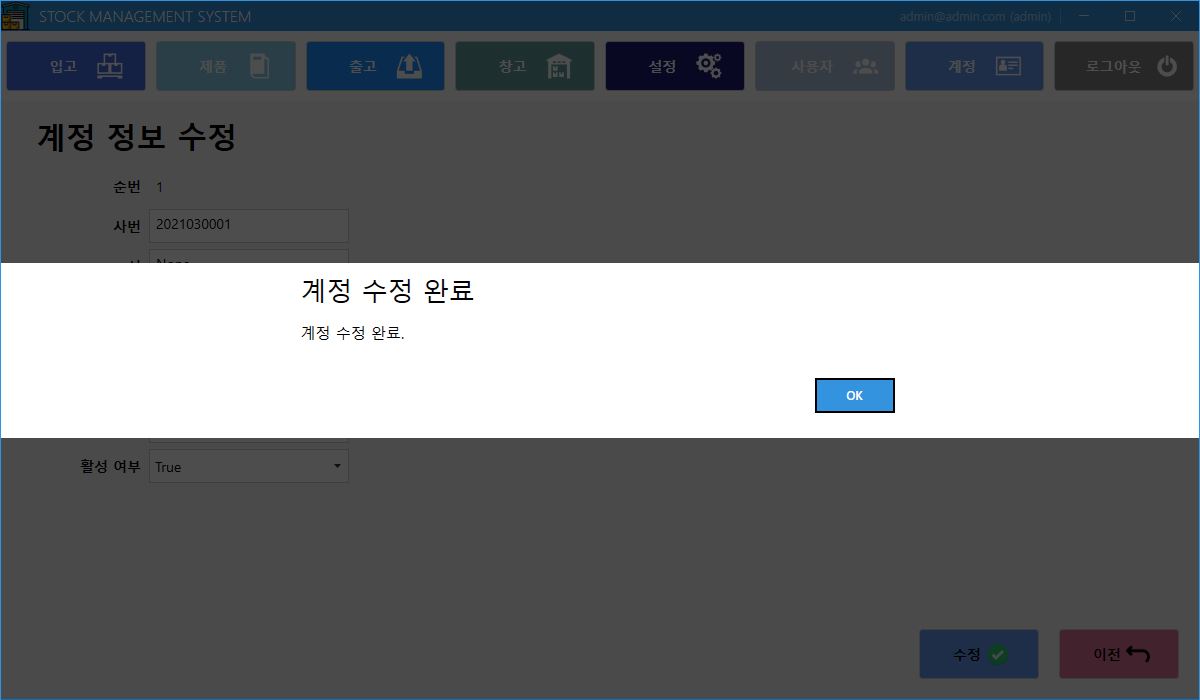 STOCK MANAGEMENT SYSTEM
admin@admin.com (admin)
입고
제품
출고
창고
설정
사용자
계정
로그아웃
계정 정보 수정
순번 1
사번 2021030001
계정 수정 완료
계정 수정 완료.
OK
활성 여부 True
수정
이전